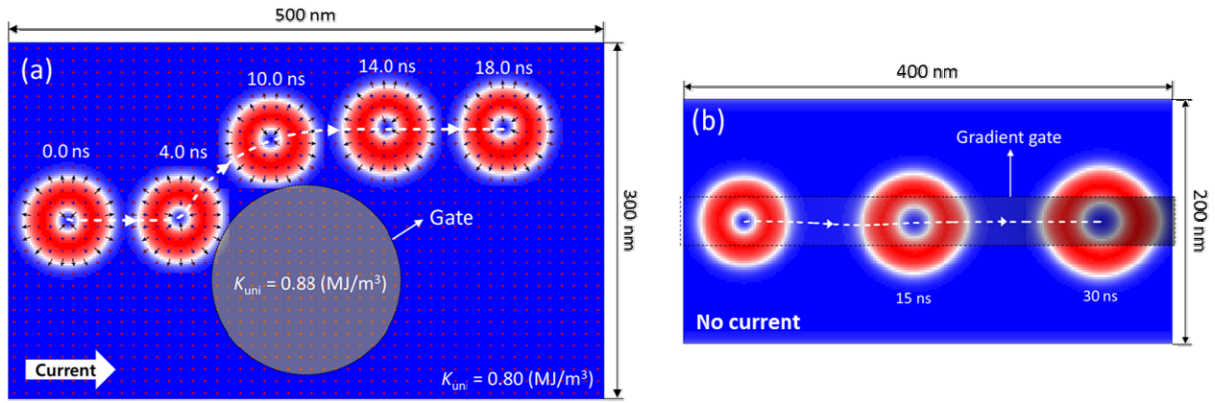 500 nm
(a)
10.0 ns
14.0 ns
18.0 ns
0.0 ns
4.0 ns
Gate
300 nm
Kuni = 0.88 (MJ/m³)
Current
Kuni = 0.80 (MJ/m³)
400 nm
(b)
Gradient gate
200 nm
15 ns
30 ns
No current